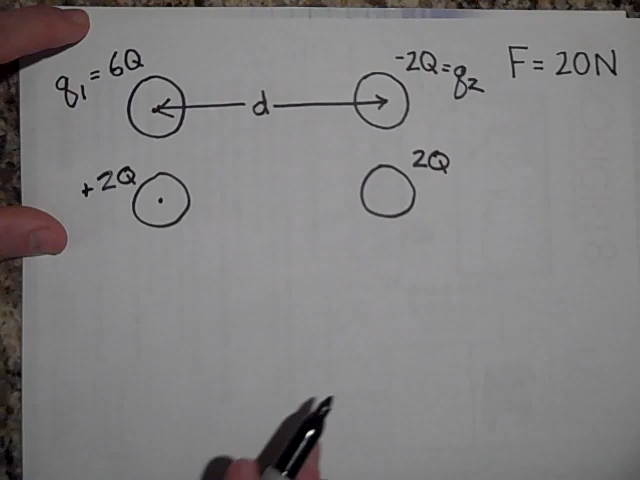 q₁ = 6Q
d
-2Q = q₂
F = 20N
+2Q
2Q